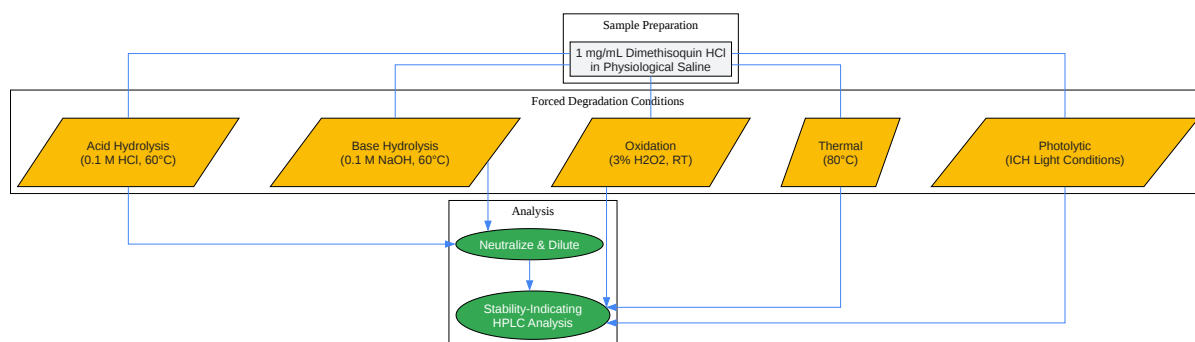 Sample Preparation
1 mg/mL Dimethisoquin HCl
in Physiological Saline
Forced Degradation Conditions
Acid Hydrolysis
(0.1 M HCl, 60°C)
Base Hydrolysis
(0.1 M NaOH, 60°C)
Oxidation
(3% H2O2, RT)
Thermal
(80°C)
Photolytic
(ICH Light Conditions)
Analysis
Neutralize & Dilute
Stability-Indicating
HPLC Analysis